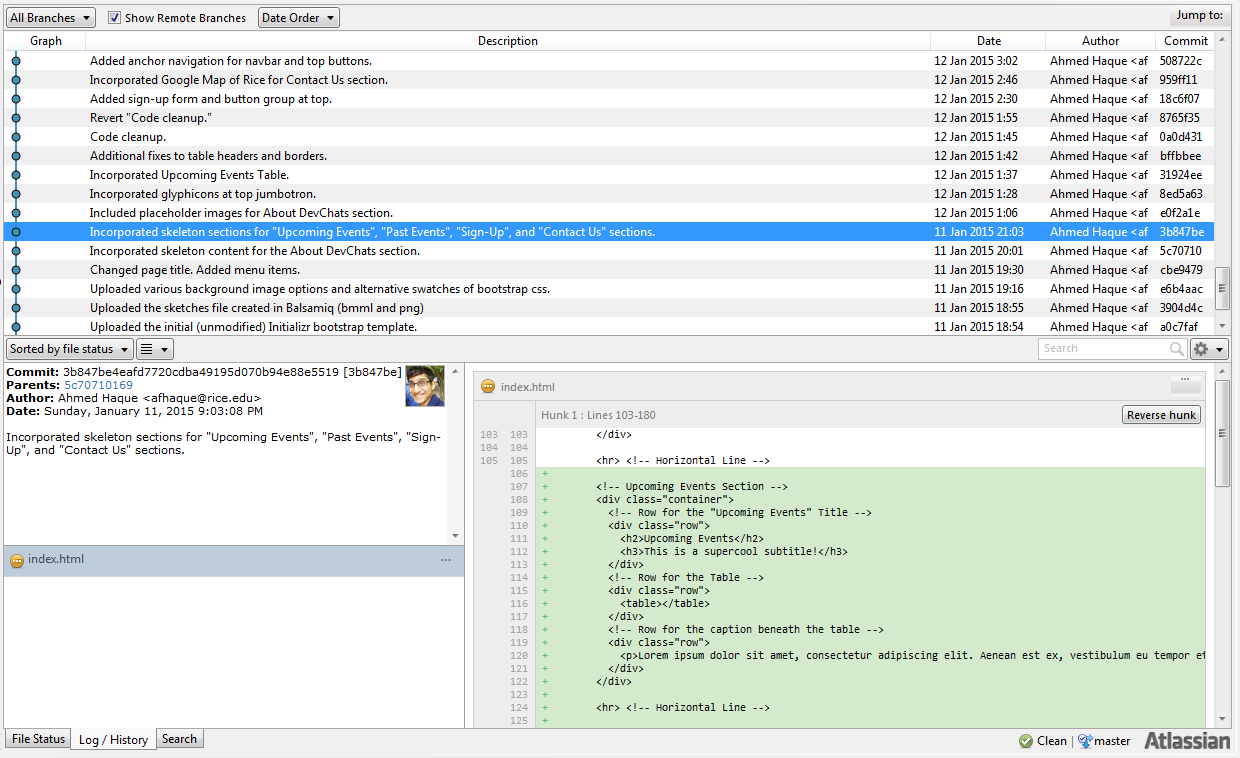 All Branches Show Remote Branches Date Order Jump to:
Graph Description Date Author Commit
Added anchor navigation for navbar and top buttons. 12 Jan 2015 3:02 Ahmed Haque <af 508722c
Incorporated Google Map of Rice for Contact Us section. 12 Jan 2015 2:46 Ahmed Haque <af 959ff11
Added sign-up form and button group at top. 12 Jan 2015 2:30 Ahmed Haque <af 18c6f07
Revert "Code cleanup." 12 Jan 2015 1:55 Ahmed Haque <af 8765f35
Code cleanup. 12 Jan 2015 1:45 Ahmed Haque <af 0a0d431
Additional fixes to table headers and borders. 12 Jan 2015 1:42 Ahmed Haque <af bffbbee
Incorporated Upcoming Events Table. 12 Jan 2015 1:37 Ahmed Haque <af 31924ee
Incorporated glyphicons at top jumbotron. 12 Jan 2015 1:28 Ahmed Haque <af 8ed5a63
Included placeholder images for About DevChats section. 12 Jan 2015 1:06 Ahmed Haque <af e0f2a1e
Incorporated skeleton sections for "Upcoming Events", "Past Events", "Sign-Up", and "Contact Us" sections. 11 Jan 2015 21:03 Ahmed Haque <af 3b847be
Incorporated skeleton content for the About DevChats section. 11 Jan 2015 20:01 Ahmed Haque <af 5c70710
Changed page title. Added menu items. 11 Jan 2015 19:30 Ahmed Haque <af cbe9479
Uploaded various background image options and alternative swatches of bootstrap css. 11 Jan 2015 19:16 Ahmed Haque <af e6b4aac
Uploaded the sketches file created in Balsamiq (bmml and png) 11 Jan 2015 18:55 Ahmed Haque <af 3904d4c
Uploaded the initial (unmodified) Initializr bootstrap template. 11 Jan 2015 18:54 Ahmed Haque <af a0c7faf
Sorted by file status Search
Commit: 3b847be4eafd7720cdba49195d070b94e88e5519 [3b847be]
Parents: 5c70710169
Author: Ahmed Haque <afhaque@rice.edu>
Date: Sunday, January 11, 2015 9:03:08 PM
Incorporated skeleton sections for "Upcoming Events", "Past Events", "Sign-
Up", and "Contact Us" sections.
index.html ...
index.html ...
Hunk 1 : Lines 103-180 Reverse hunk
103 103 </div>
104 104
105 105 <hr> <!-- Horizontal Line -->
106 +
107 + <!-- Upcoming Events Section -->
108 + <div class="container">
109 + <!-- Row for the "Upcoming Events" Title -->
110 + <div class="row">
111 + <h2>Upcoming Events</h2>
112 + <h3>This is a supercool subtitle!</h3>
113 + </div>
114 + <!-- Row for the Table -->
115 + <div class="row">
116 + <table></table>
117 + </div>
118 + <!-- Row for the caption beneath the table -->
119 + <div class="row">
120 + <p>Lorem ipsum dolor sit amet, consectetur adipiscing elit. Aenean est ex, vestibulum eu tempor et
121 + </div>
122 + </div>
123 +
124 + <hr> <!-- Horizontal Line -->
125 +
File Status Log / History Search Clean | master Atlassian